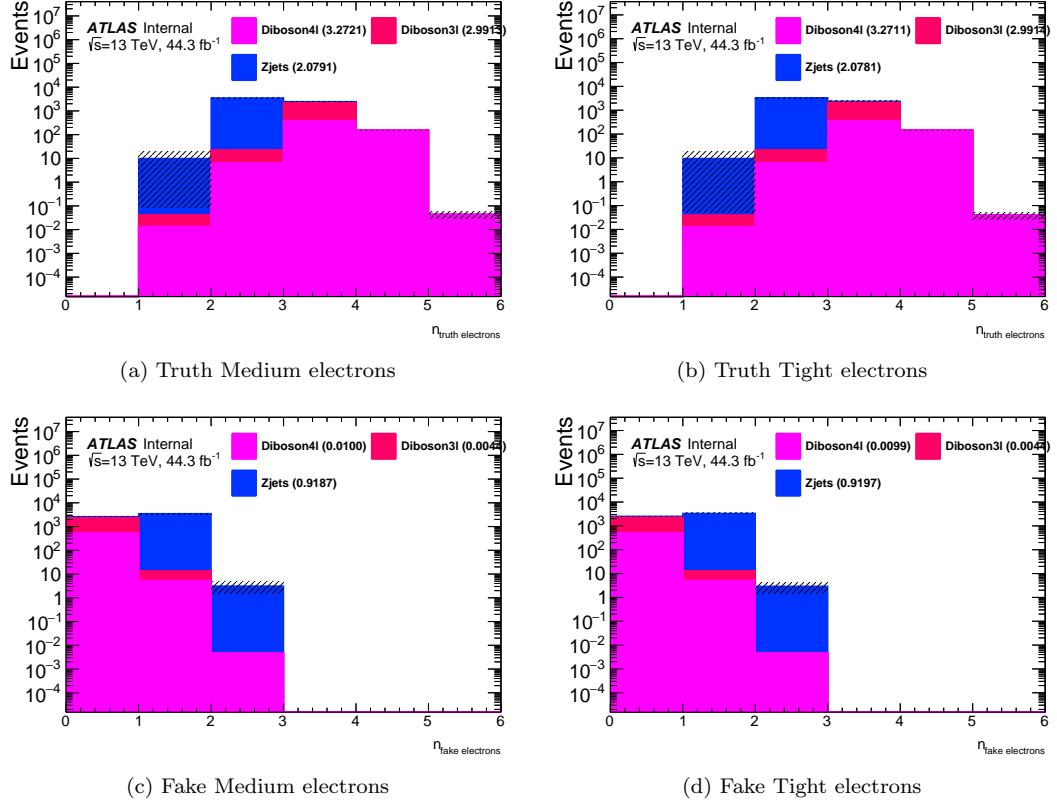 Events
10⁷
10⁶
10⁵
10⁴
10³
10²
10
1
10⁻¹
10⁻²
10⁻³
10⁻⁴
ATLAS Internal
√s=13 TeV, 44.3 fb⁻¹
Diboson4l (3.2721)
Diboson3l (2.9913)
Zjets (2.0791)
0 1 2 3 4 5 6
n truth electrons
(a) Truth Medium electrons
Events
10⁷
10⁶
10⁵
10⁴
10³
10²
10
1
10⁻¹
10⁻²
10⁻³
10⁻⁴
ATLAS Internal
√s=13 TeV, 44.3 fb⁻¹
Diboson4l (3.2711)
Diboson3l (2.9914)
Zjets (2.0781)
0 1 2 3 4 5 6
n truth electrons
(b) Truth Tight electrons
Events
10⁷
10⁶
10⁵
10⁴
10³
10²
10
1
10⁻¹
10⁻²
10⁻³
10⁻⁴
ATLAS Internal
√s=13 TeV, 44.3 fb⁻¹
Diboson4l (0.0100)
Diboson3l (0.0044)
Zjets (0.9187)
0 1 2 3 4 5 6
n fake electrons
(c) Fake Medium electrons
Events
10⁷
10⁶
10⁵
10⁴
10³
10²
10
1
10⁻¹
10⁻²
10⁻³
10⁻⁴
ATLAS Internal
√s=13 TeV, 44.3 fb⁻¹
Diboson4l (0.0099)
Diboson3l (0.0044)
Zjets (0.9197)
0 1 2 3 4 5 6
n fake electrons
(d) Fake Tight electrons